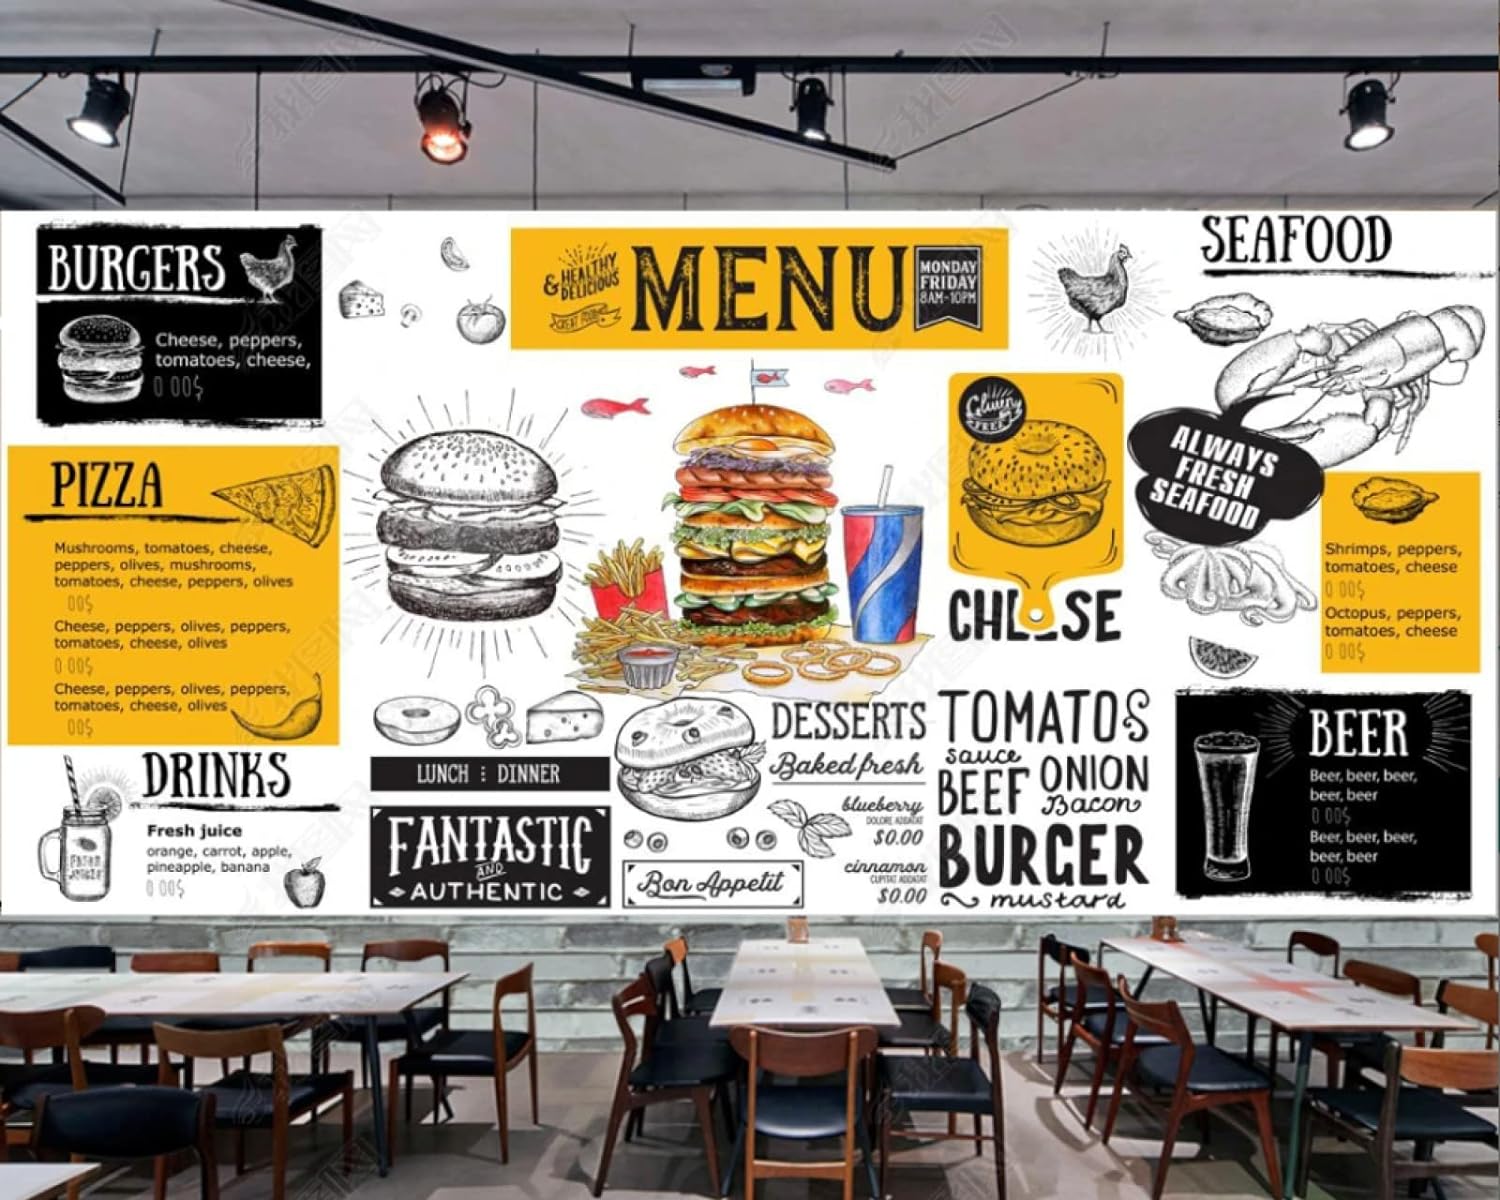 BURGERS
Cheese, peppers,
tomatoes, cheese,
0 00$
PIZZA
Mushrooms, tomatoes, cheese,
peppers, olives, mushrooms,
tomatoes, cheese, peppers, olives
00$
Cheese, peppers, olives, peppers,
tomatoes, cheese, olives
0 00$
Cheese, peppers, olives, peppers,
tomatoes, cheese, olives
00$
DRINKS
Fresh juice
orange, carrot, apple,
pineapple, banana
0 00$
FRESH
& HEALTHY
DELICIOUS
GREAT FOOD
MENU
MONDAY
FRIDAY
8AM-10PM
LUNCH : DINNER
FANTASTIC
AND
AUTHENTIC
DESSERTS
Baked fresh
blueberry
DOLORE ADDATAT
$0.00
cinnamon
CUPITAT ADDATAT
$0.00
Bon Appetit
Gluten
FREE
CHEESE
TOMATOS
sauce
BEEF ONION
Bacon
BURGER
mustard
SEAFOOD
ALWAYS
FRESH
SEAFOOD
Shrimps, peppers,
tomatoes, cheese
0 00$
Octopus, peppers,
tomatoes, cheese
0 00$
BEER
Beer, beer, beer,
beer, beer
0 00$
Beer, beer, beer,
beer, beer
0 00$